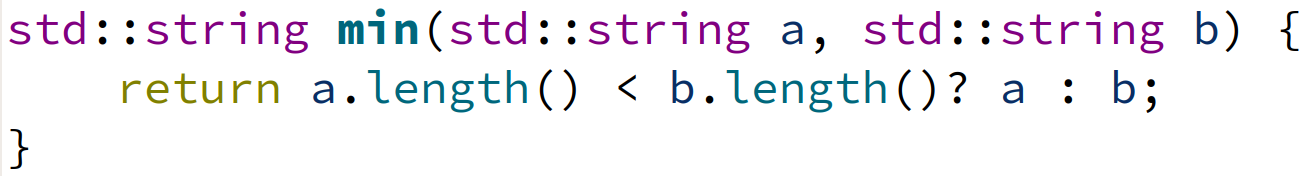 std::string min(std::string a, std::string b) {
    return a.length() < b.length()? a : b;
}